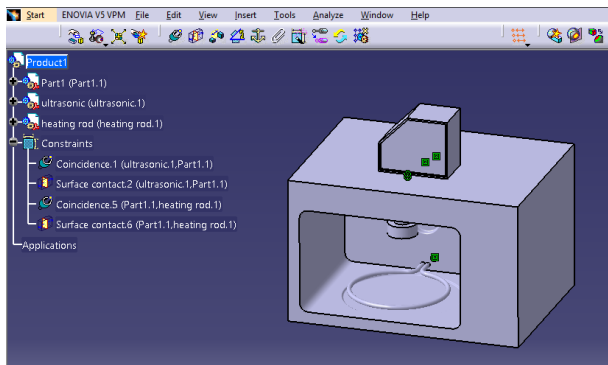 Start ENOVIA V5 VPM File Edit View Insert Tools Analyze Window Help
Product1
Part1 (Part1.1)
ultrasonic (ultrasonic.1)
heating rod (heating rod.1)
Constraints
Coincidence.1 (ultrasonic.1,Part1.1)
Surface contact.2 (ultrasonic.1,Part1.1)
Coincidence.5 (Part1.1,heating rod.1)
Surface contact.6 (Part1.1,heating rod.1)
Applications